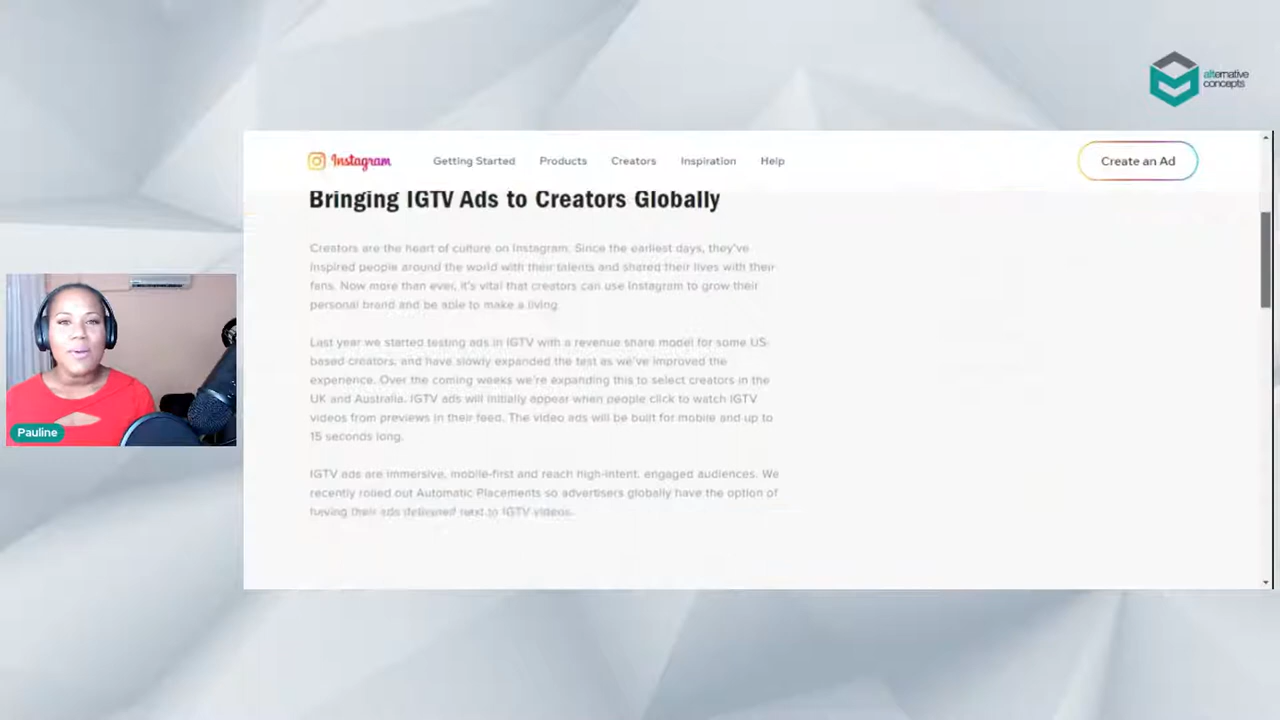 alternative
concepts
Instagram
Getting Started
Products
Creators
Inspiration
Help
Create an Ad
Bringing IGTV Ads to Creators Globally
Creators are the heart of culture on Instagram. Since the earliest days, they've
inspired people around the world with their talents and shared their lives with their
fans. Now more than ever, it's vital that creators can use Instagram to grow their
personal brand and be able to make a living.
Last year we started testing ads in IGTV with a revenue share model for some US-
based creators, and have slowly expanded the test as we've improved the
experience. Over the coming weeks we're expanding this to select creators in the
UK and Australia. IGTV ads will initially appear when people click to watch IGTV
videos from previews in their feed. The video ads will be built for mobile and up to
15 seconds long.
IGTV ads are immersive, mobile-first and reach high-intent, engaged audiences. We
recently rolled out Automatic Placements so advertisers globally have the option of
having their ads delivered next to IGTV videos.
Pauline